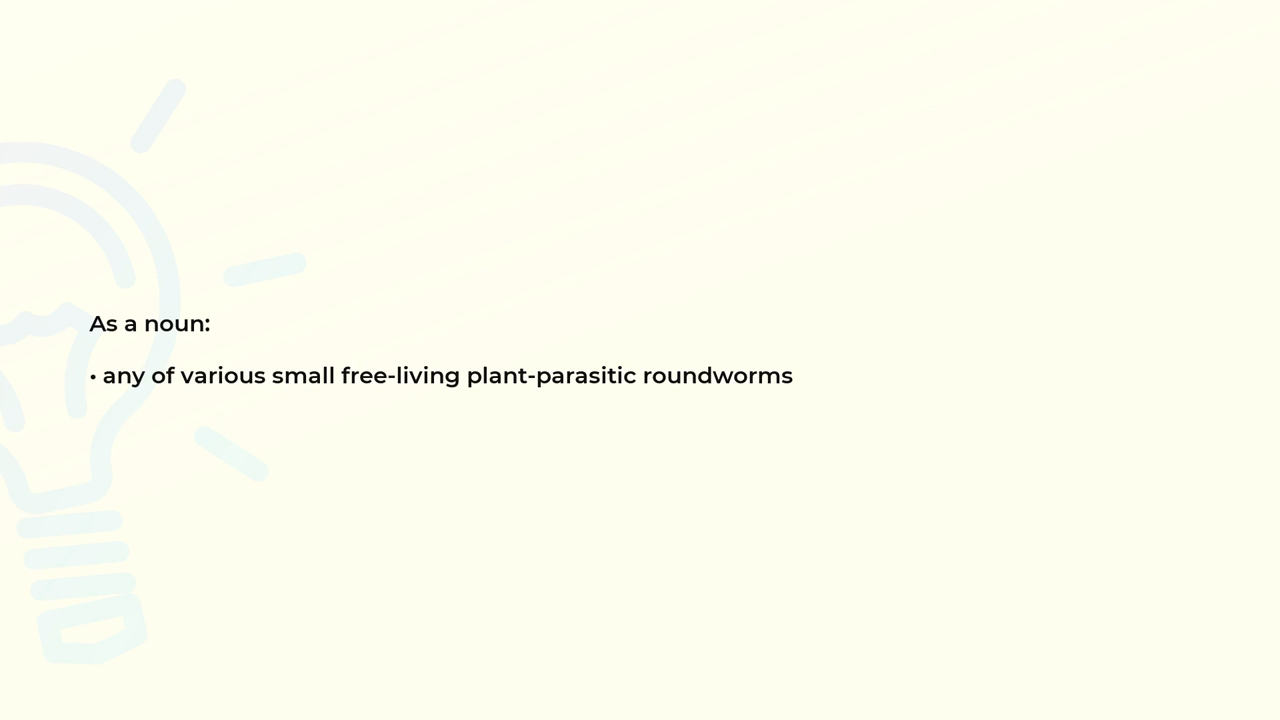 As a noun:
• any of various small free-living plant-parasitic roundworms